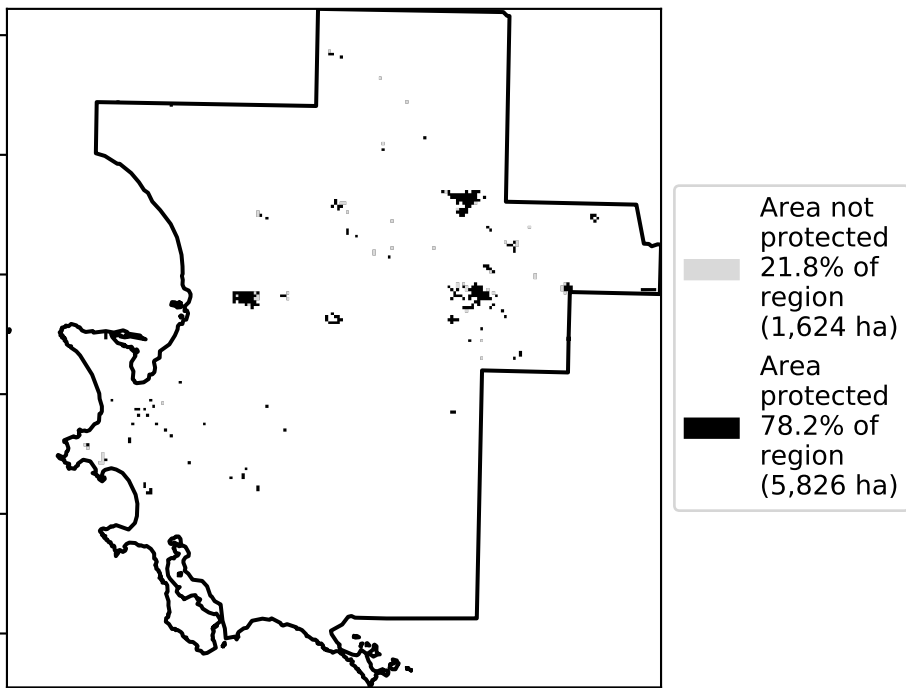 Area not
protected
21.8% of
region
(1,624 ha)
Area
protected
78.2% of
region
(5,826 ha)